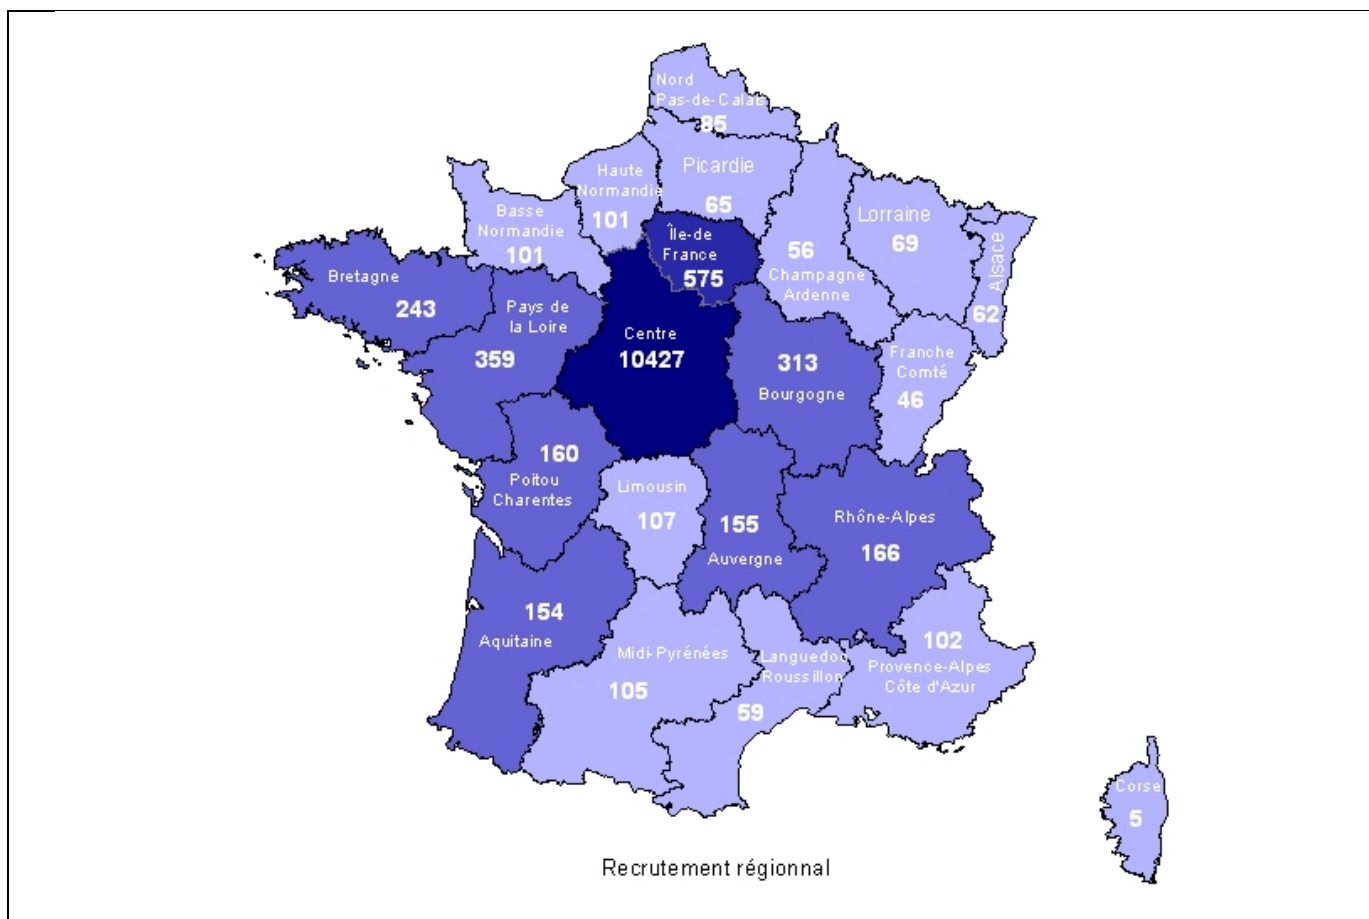 Nord
Pas-de-Calais
85
Picardie
65
Haute
Normandie
101
Basse
Normandie
101
Île-de
France
575
56
Champagne
Ardenne
Lorraine
69
Alsace
62
Bretagne
243
Pays de
la Loire
359
Centre
10427
313
Bourgogne
Franche
Comté
46
160
Poitou
Charentes
Limousin
107
155
Auvergne
Rhône-Alpes
166
154
Aquitaine
Midi-Pyrénées
105
Languedoc
Roussillon
59
102
Provence-Alpes
Côte d'Azur
Corse
5
Recrutement régionnal